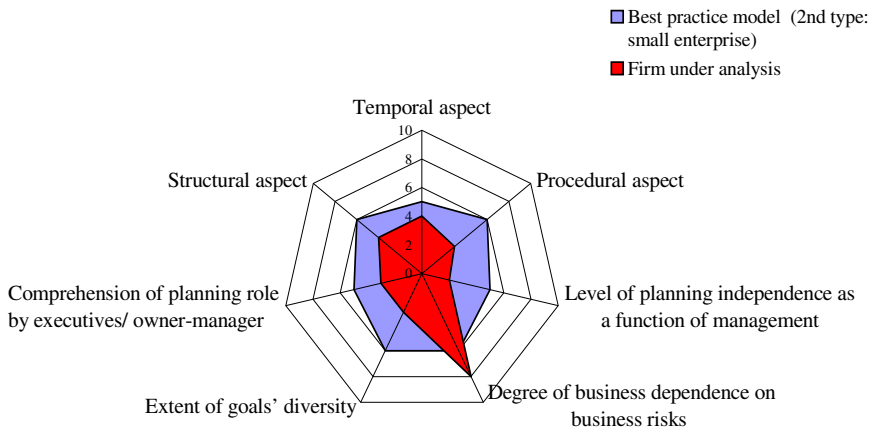 Best practice model (2nd type:
small enterprise)
Firm under analysis
Temporal aspect
10
8
6
4
2
0
Structural aspect
Procedural aspect
Comprehension of planning role
by executives/ owner-manager
Level of planning independence as
a function of management
Extent of goals’ diversity
Degree of business dependence on
business risks